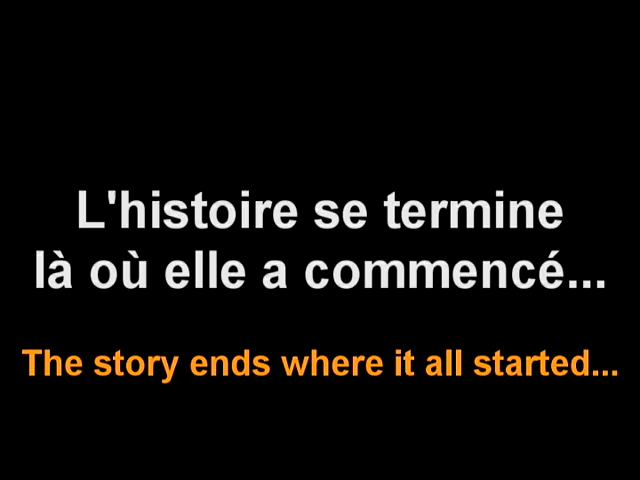 L'histoire se termine
là où elle a commencé...
The story ends where it all started...